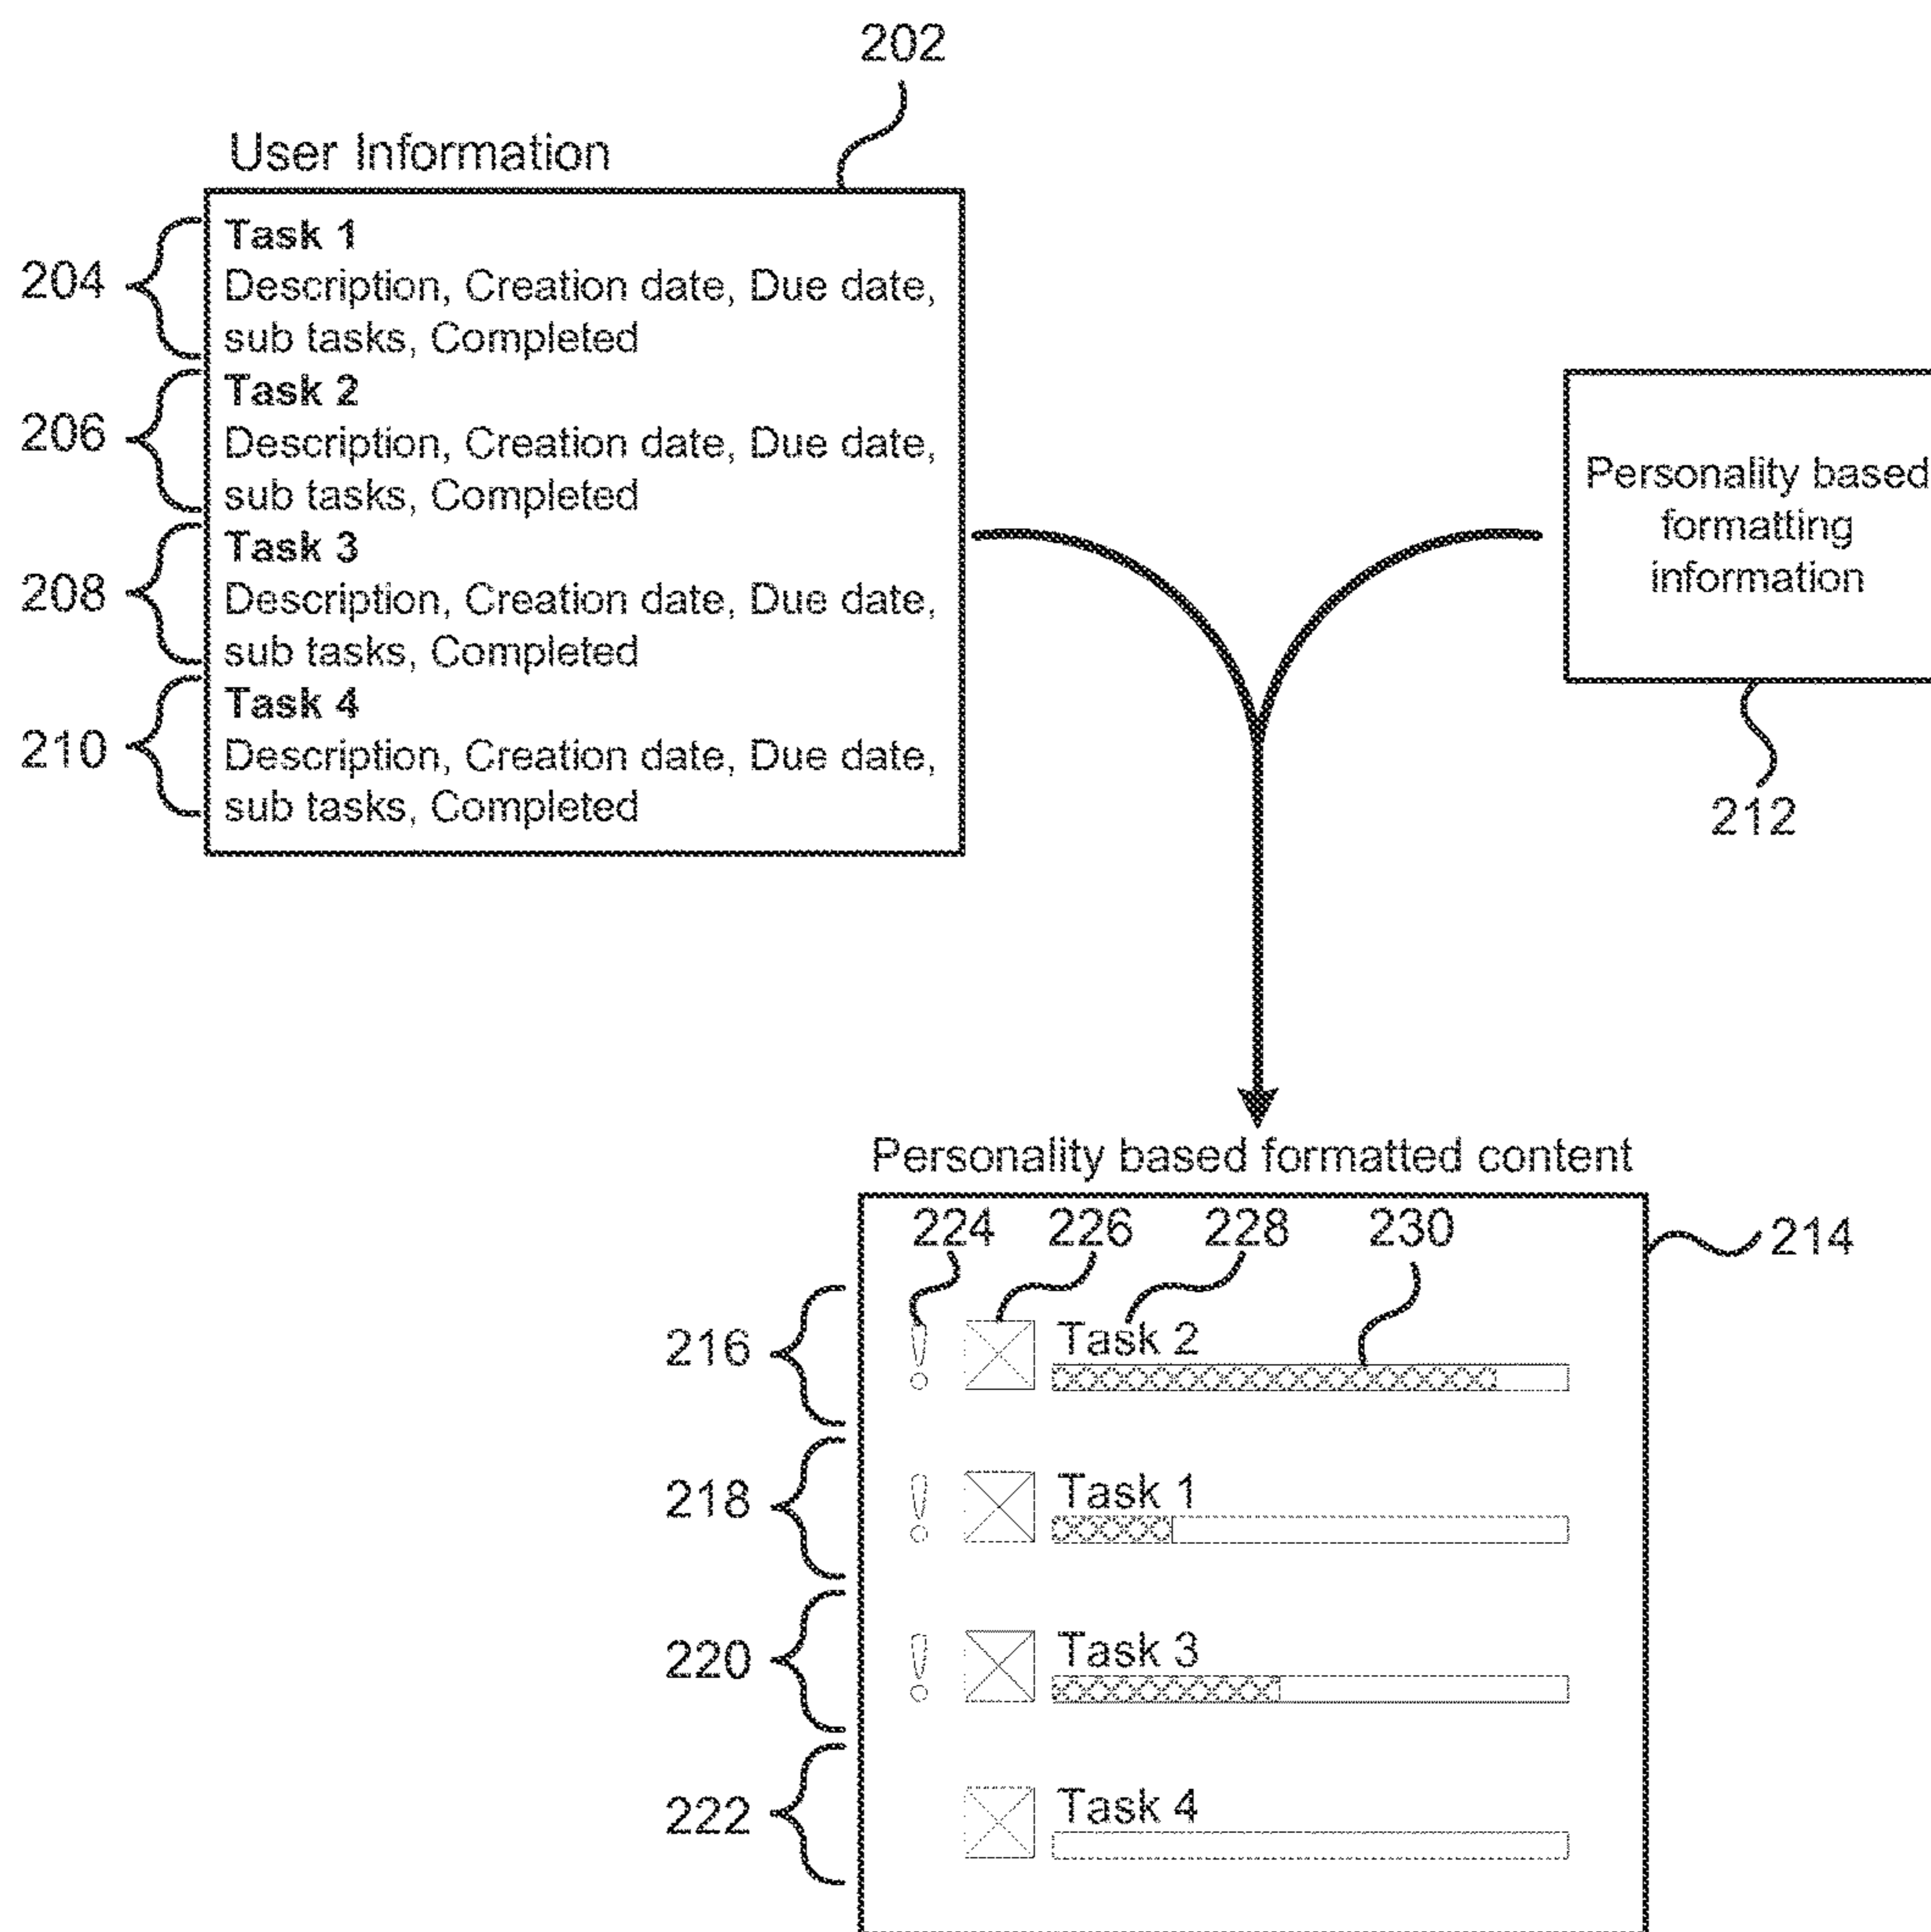 202
User Information
204
Task 1
Description, Creation date, Due date,
sub tasks, Completed
206
Task 2
Description, Creation date, Due date,
sub tasks, Completed
208
Task 3
Description, Creation date, Due date,
sub tasks, Completed
210
Task 4
Description, Creation date, Due date,
sub tasks, Completed
Personality based
formatting
information
212
Personality based formatted content
224 226 228 230
214
216
! Task 2
218
! Task 1
220
! Task 3
222
Task 4